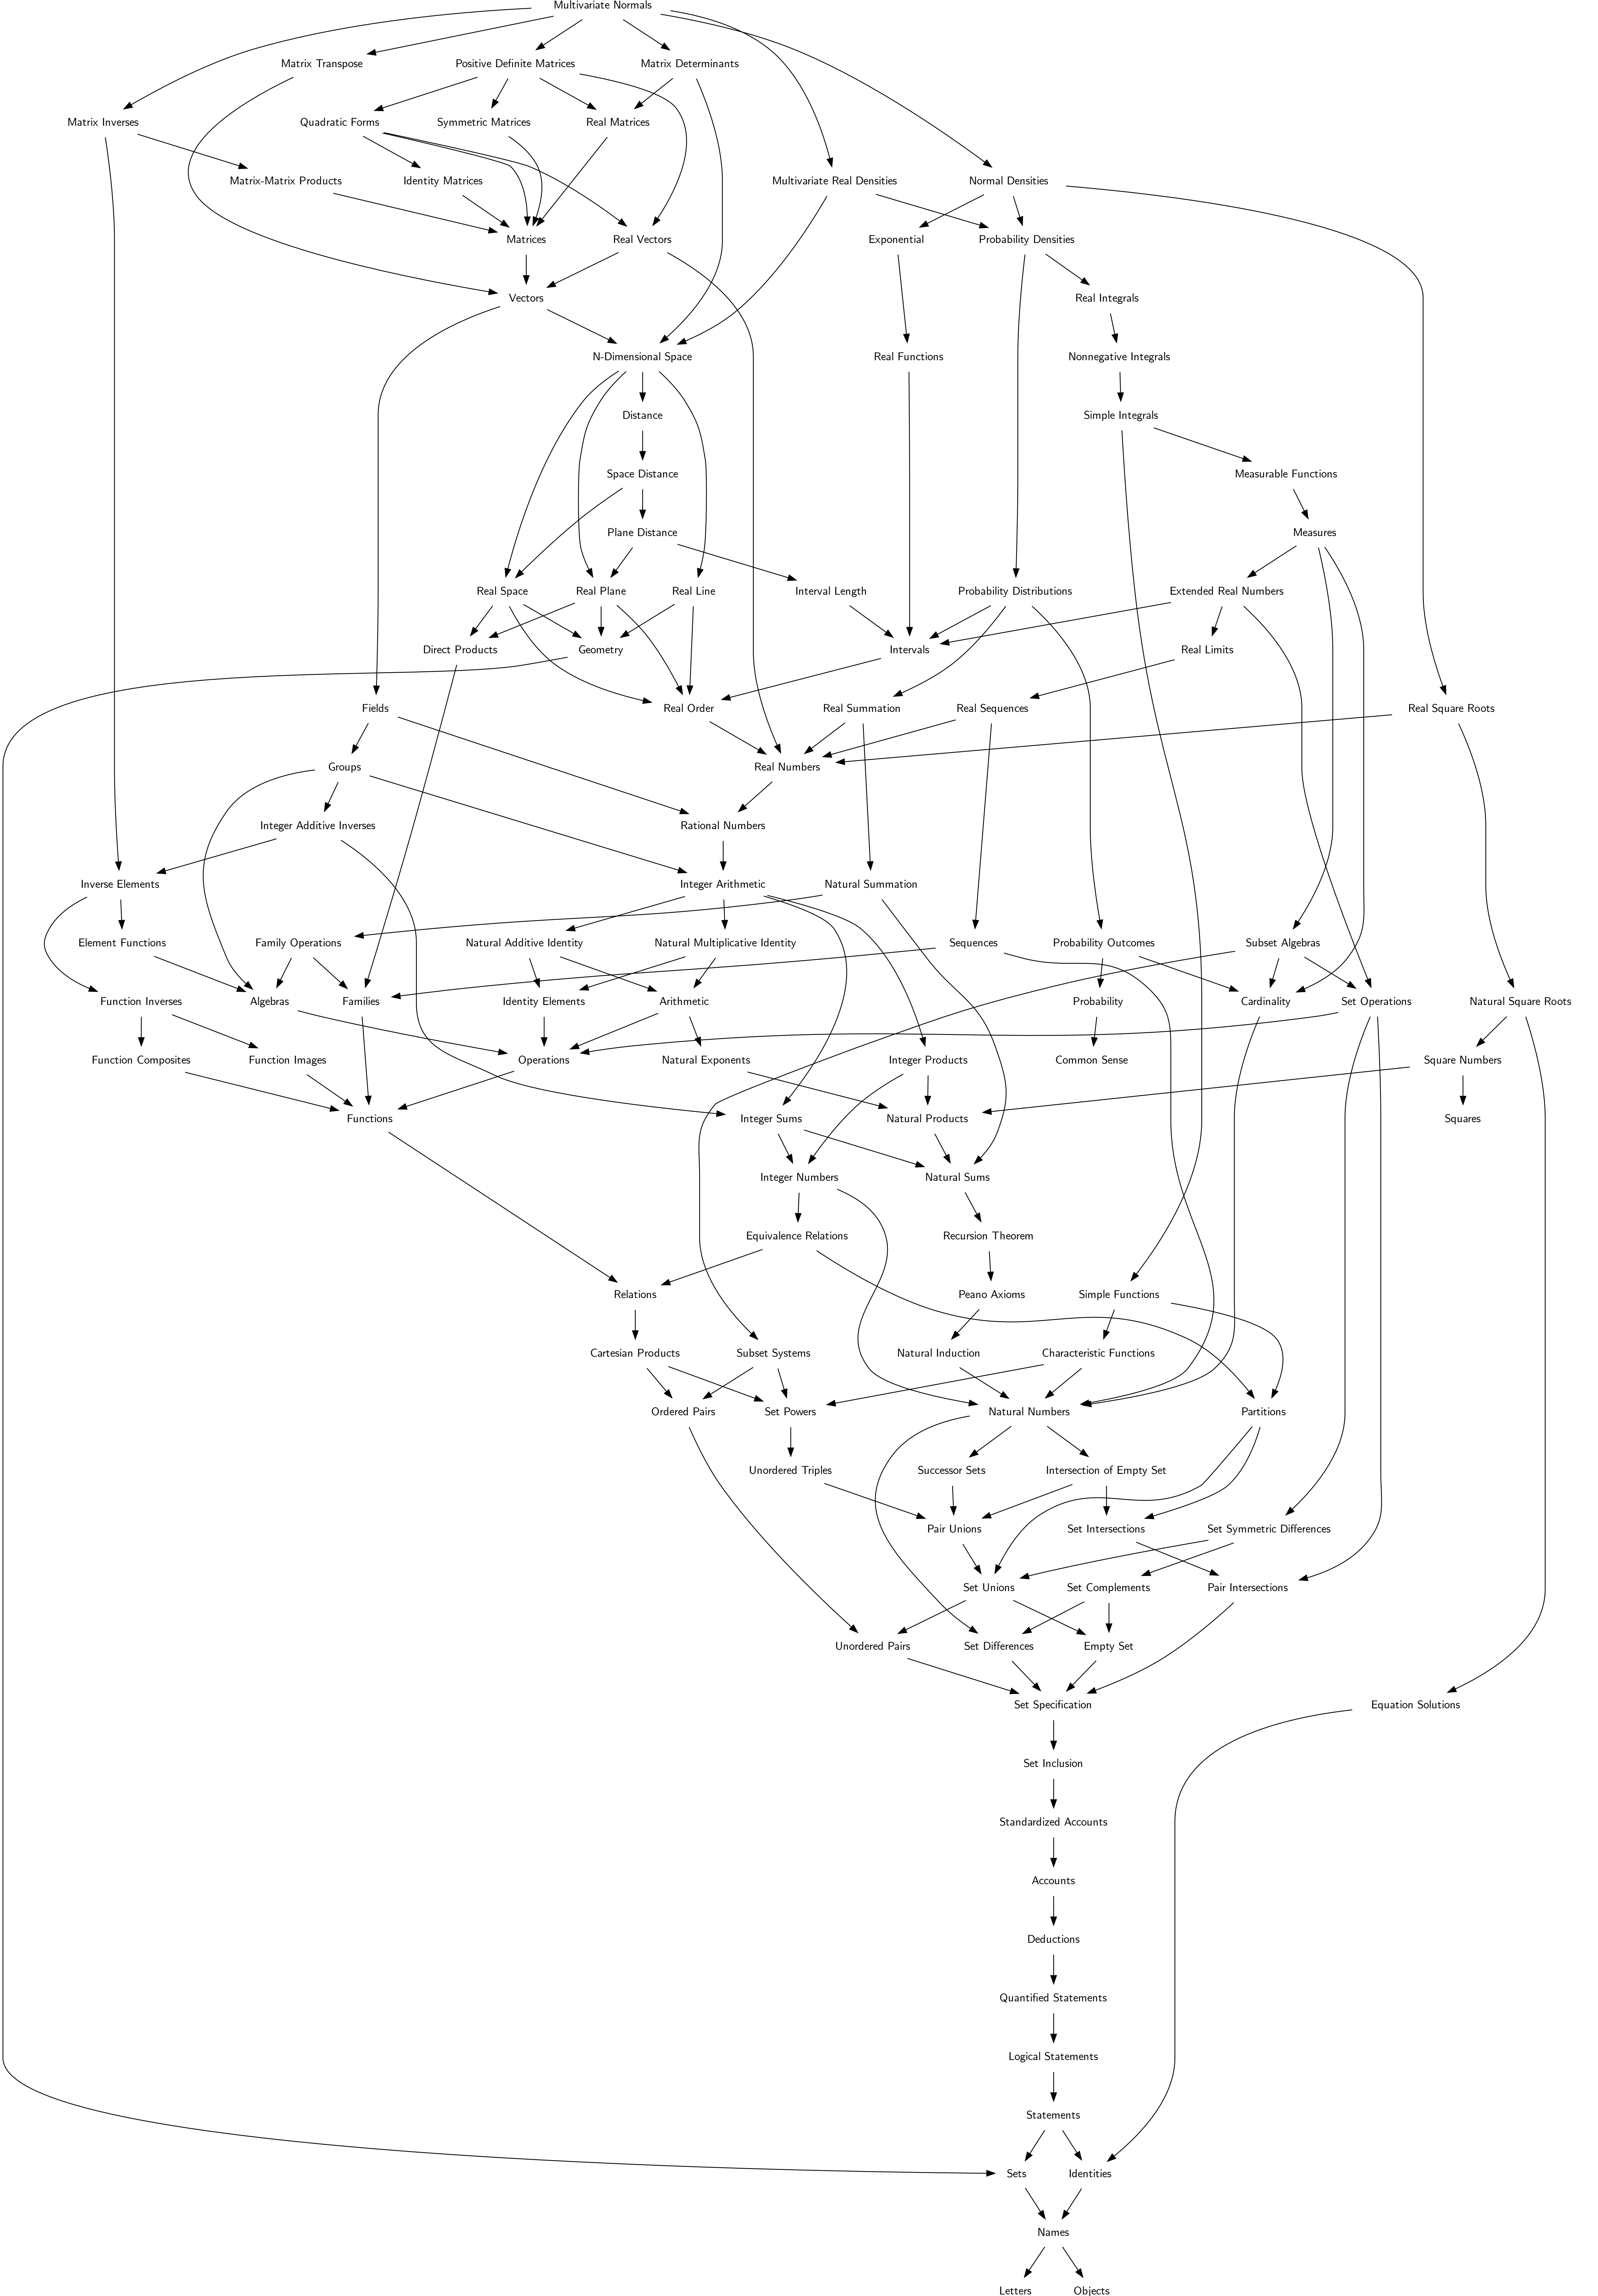 Multivariate Normals
Matrix Transpose
Positive Definite Matrices
Matrix Determinants
Matrix Inverses
Quadratic Forms
Symmetric Matrices
Real Matrices
Matrix-Matrix Products
Identity Matrices
Multivariate Real Densities
Normal Densities
Matrices
Real Vectors
Exponential
Probability Densities
Vectors
Real Integrals
N-Dimensional Space
Real Functions
Nonnegative Integrals
Distance
Simple Integrals
Space Distance
Measurable Functions
Plane Distance
Measures
Real Space
Real Plane
Real Line
Interval Length
Probability Distributions
Extended Real Numbers
Direct Products
Geometry
Intervals
Real Limits
Fields
Real Order
Real Summation
Real Sequences
Real Square Roots
Groups
Real Numbers
Integer Additive Inverses
Rational Numbers
Inverse Elements
Integer Arithmetic
Natural Summation
Element Functions
Family Operations
Natural Additive Identity
Natural Multiplicative Identity
Sequences
Probability Outcomes
Subset Algebras
Function Inverses
Algebras
Families
Identity Elements
Arithmetic
Probability
Cardinality
Set Operations
Natural Square Roots
Function Composites
Function Images
Operations
Natural Exponents
Integer Products
Common Sense
Square Numbers
Functions
Integer Sums
Natural Products
Squares
Integer Numbers
Natural Sums
Equivalence Relations
Recursion Theorem
Relations
Peano Axioms
Simple Functions
Cartesian Products
Subset Systems
Natural Induction
Characteristic Functions
Ordered Pairs
Set Powers
Natural Numbers
Partitions
Unordered Triples
Successor Sets
Intersection of Empty Set
Pair Unions
Set Intersections
Set Symmetric Differences
Set Unions
Set Complements
Pair Intersections
Unordered Pairs
Set Differences
Empty Set
Set Specification
Equation Solutions
Set Inclusion
Standardized Accounts
Accounts
Deductions
Quantified Statements
Logical Statements
Statements
Sets
Identities
Names
Letters
Objects